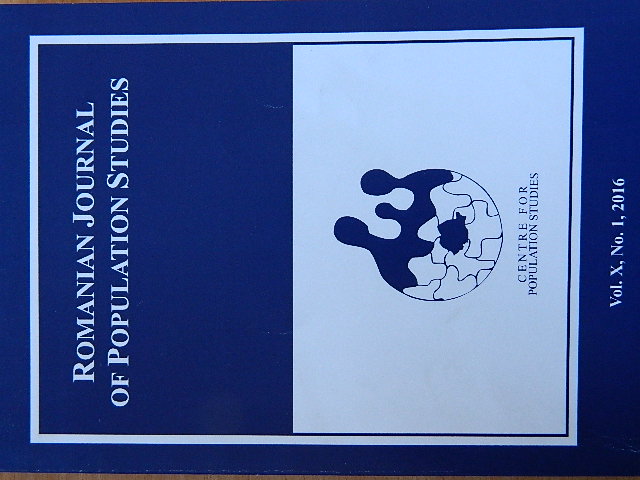 ROMANIAN JOURNAL
OF POPULATION STUDIES
CENTRE FOR
POPULATION STUDIES
Vol. X, No. 1, 2016